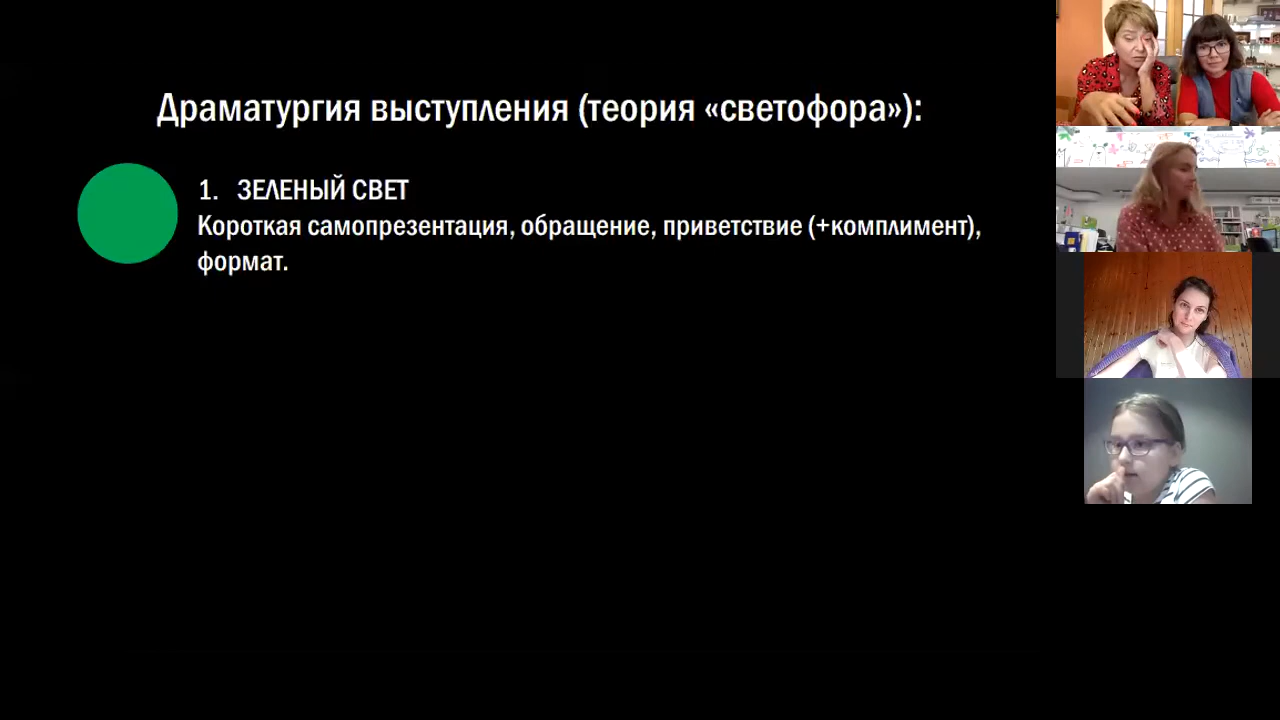 Драматургия выступления (теория «светофора»):
1. ЗЕЛЕНЫЙ СВЕТ
Короткая самопрезентация, обращение, приветствие (+комплимент),
формат.